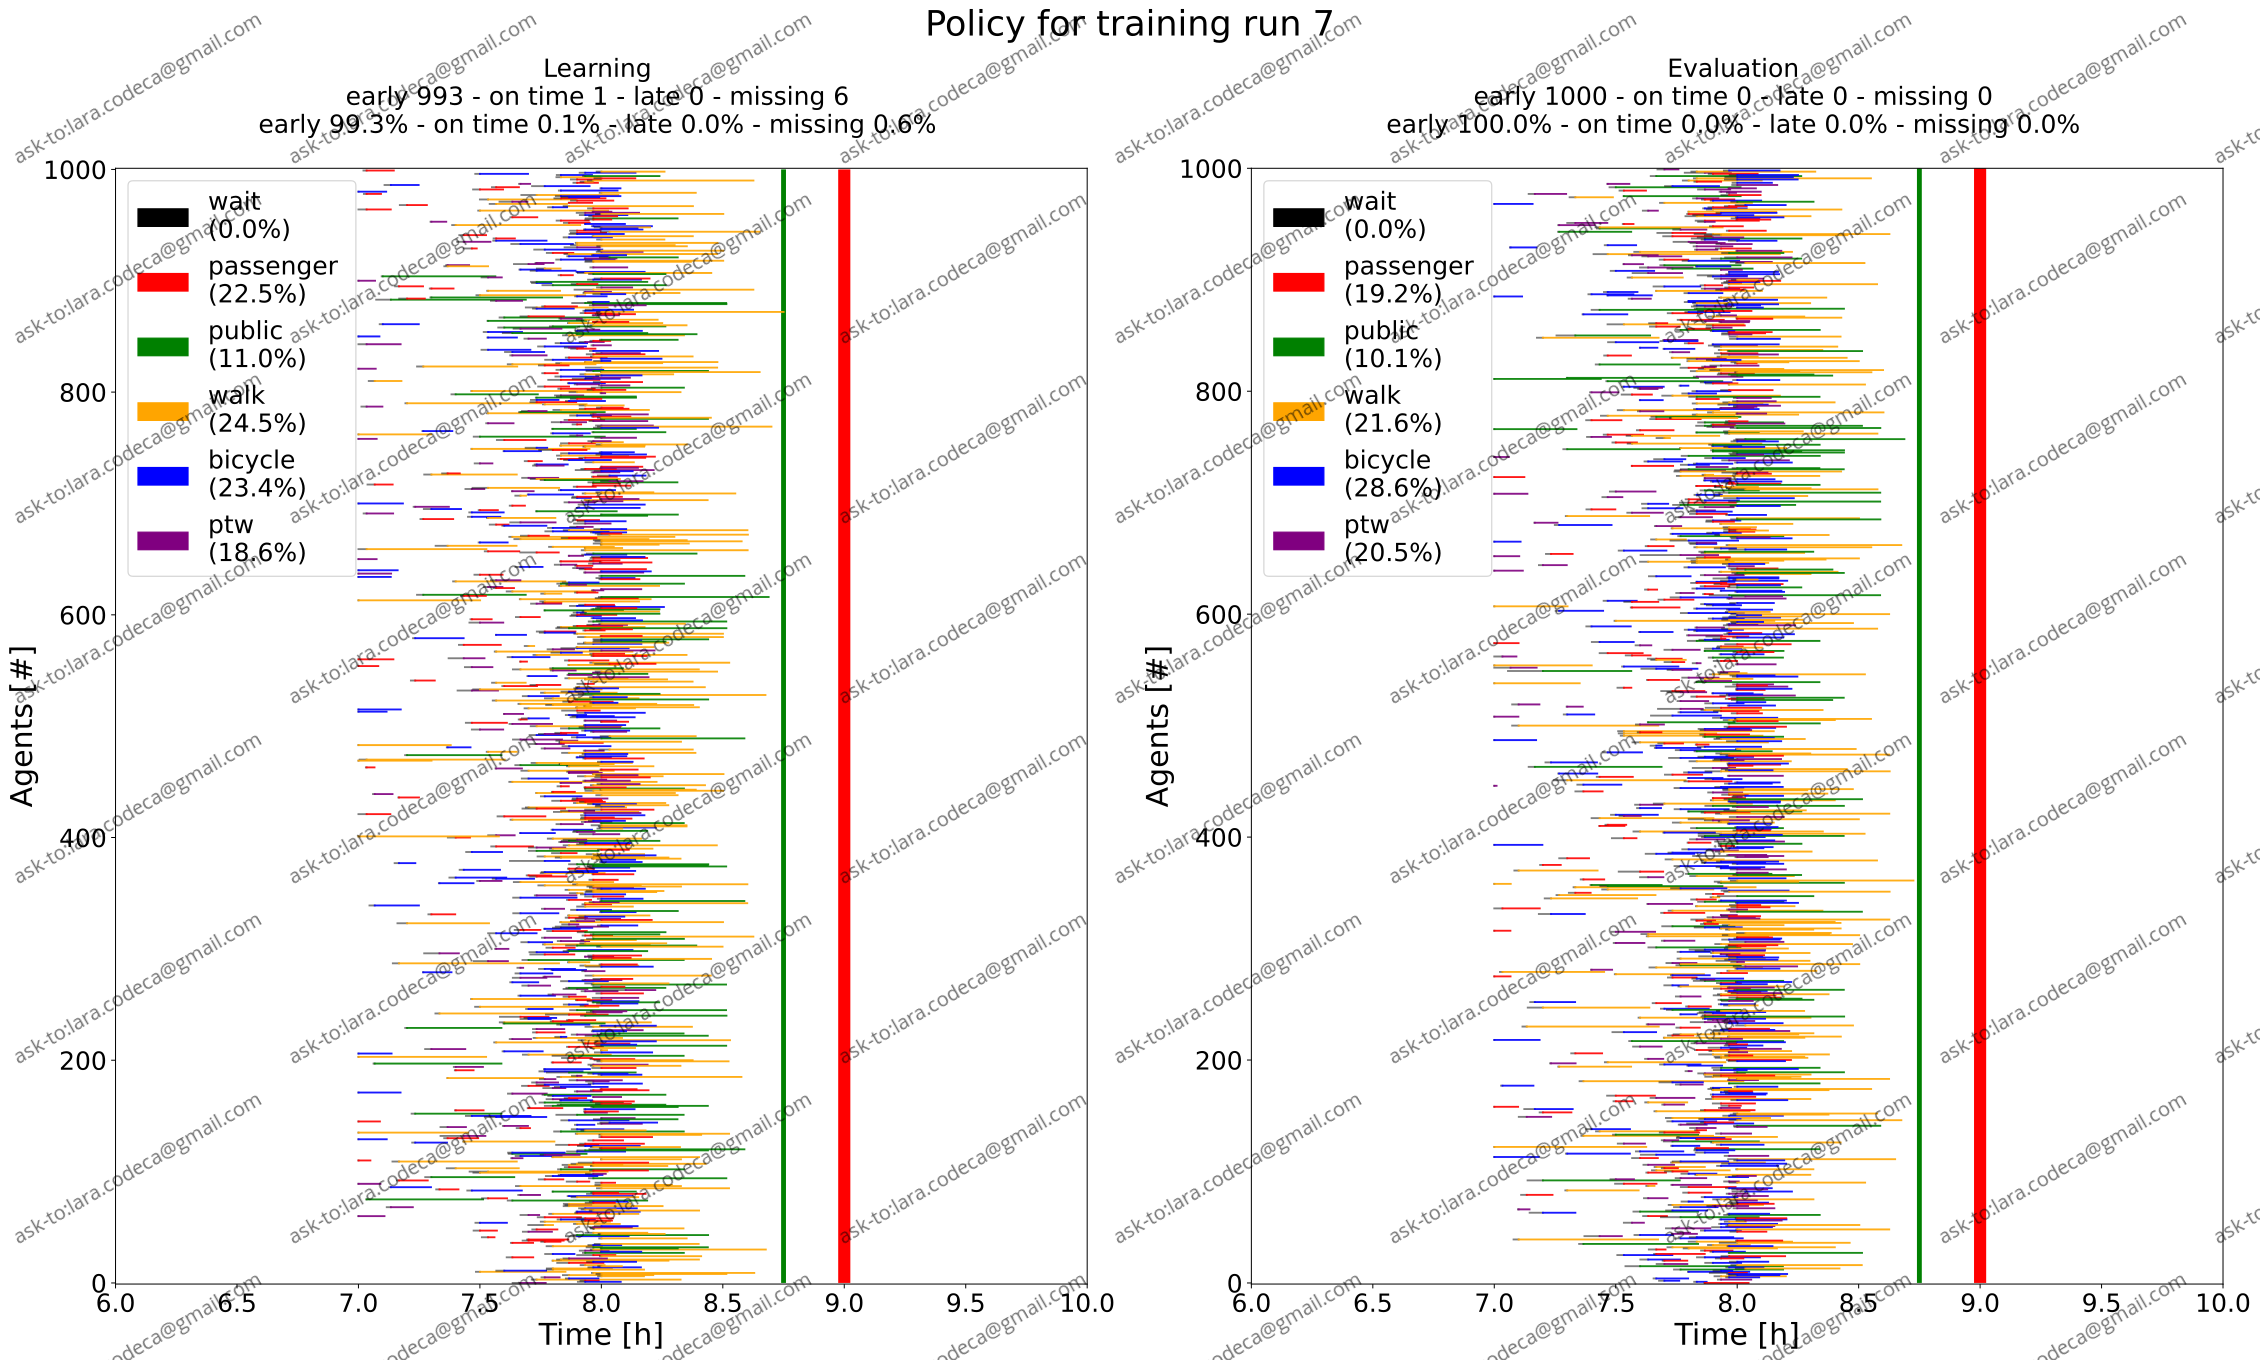 Policy for training run 7
Learning
early 993 - on time 1 - late 0 - missing 6
early 99.3% - on time 0.1% - late 0.0% - missing 0.6%
1000
800
600
400
200
0
Agents [#]
wait
(0.0%)
passenger
(22.5%)
public
(11.0%)
walk
(24.5%)
bicycle
(23.4%)
ptw
(18.6%)
6.0 6.5 7.0 7.5 8.0 8.5 9.0 9.5 10.0
Time [h]
Evaluation
early 1000 - on time 0 - late 0 - missing 0
early 100.0% - on time 0.0% - late 0.0% - missing 0.0%
1000
800
600
400
200
0
Agents [#]
wait
(0.0%)
passenger
(19.2%)
public
(10.1%)
walk
(21.6%)
bicycle
(28.6%)
ptw
(20.5%)
6.0 6.5 7.0 7.5 8.0 8.5 9.0 9.5 10.0
Time [h]
ask-to:lara.codeca@gmail.com